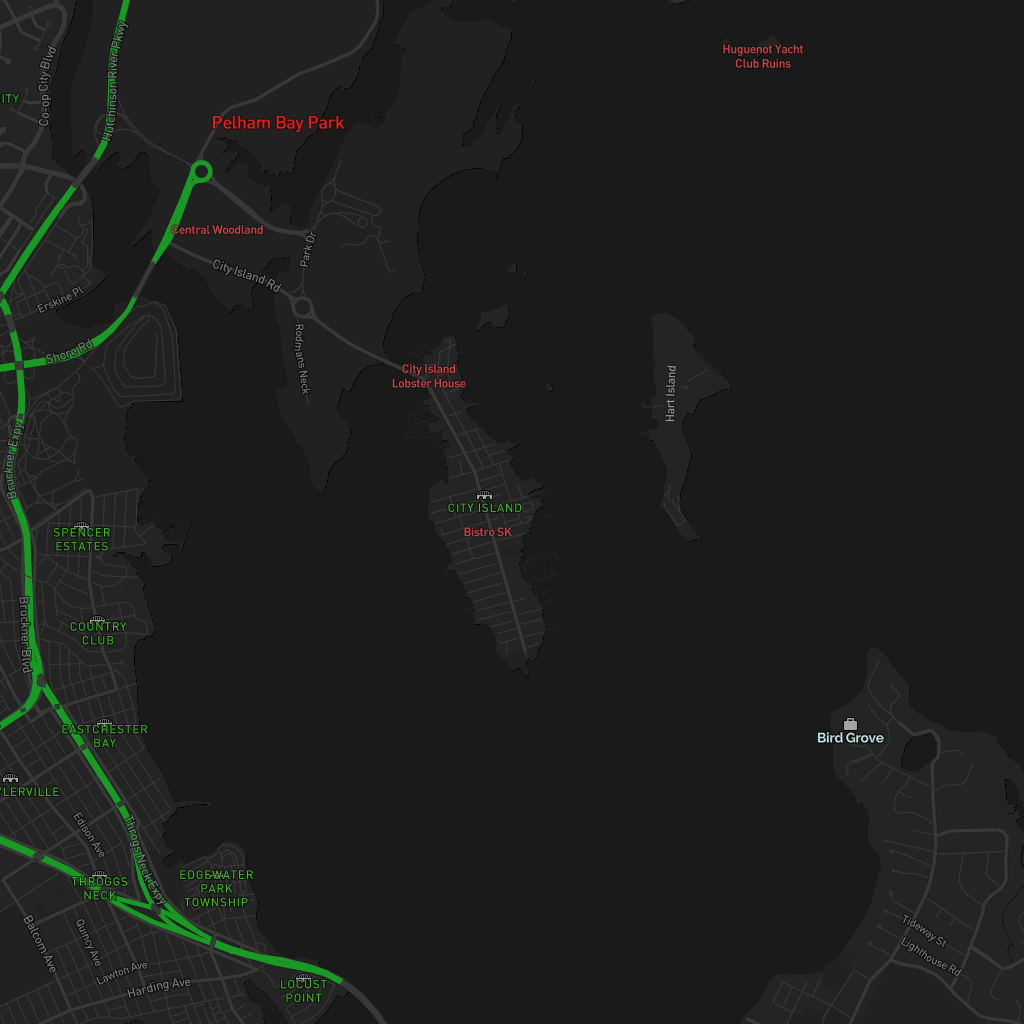 Huguenot Yacht
Club Ruins
Co-op City Blvd
Hutchinson River Pkwy
ITY
Pelham Bay Park
Central Woodland
Park Dr
City Island Rd
Erskine Pl
Shore Rd
Rodmans Neck
City Island
Lobster House
Hart Island
Bruckner Expy
CITY ISLAND
Bistro SK
SPENCER
ESTATES
Bruckner Blvd
COUNTRY
CLUB
EASTCHESTER
BAY
Bird Grove
YLERVILLE
Edison Ave
Throgs Neck Expy
THROGGS
NECK
EDGEWATER
PARK
TOWNSHIP
Balcom Ave
Quincy Ave
Lawton Ave
Harding Ave
LOCUST
POINT
Tideway St
Lighthouse Rd